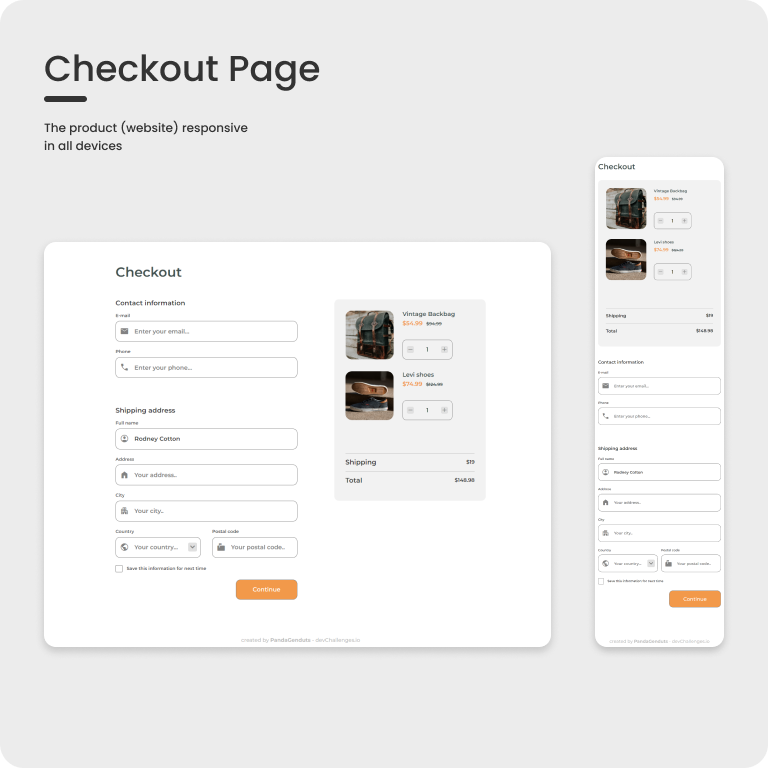 Checkout Page
The product (website) responsive
in all devices
Checkout
Contact information
E-mail
Enter your email...
Phone
Enter your phone...
Shipping address
Full name
Rodney Cotton
Address
Your address..
City
Your city..
Country
Postal code
Your country...
Your postal code..
Save this information for next time
Continue
Vintage Backbag
$54.99 $94.99
1
Levi shoes
$74.99 $124.99
1
Shipping $19
Total $148.98
created by PandaGonduts - devChallenges.io
Checkout
Vintage Backbag
$54.99 $94.99
1
Levi shoes
$74.99 $124.99
1
Shipping $19
Total $148.98
Contact information
E-mail
Enter your email...
Phone
Enter your phone...
Shipping address
Full name
Rodney Cotton
Address
Your address..
City
Your city..
Country
Postal code
Your country...
Your postal code..
Save this information for next time
Continue
created by PandaGonduts - devChallenges.io